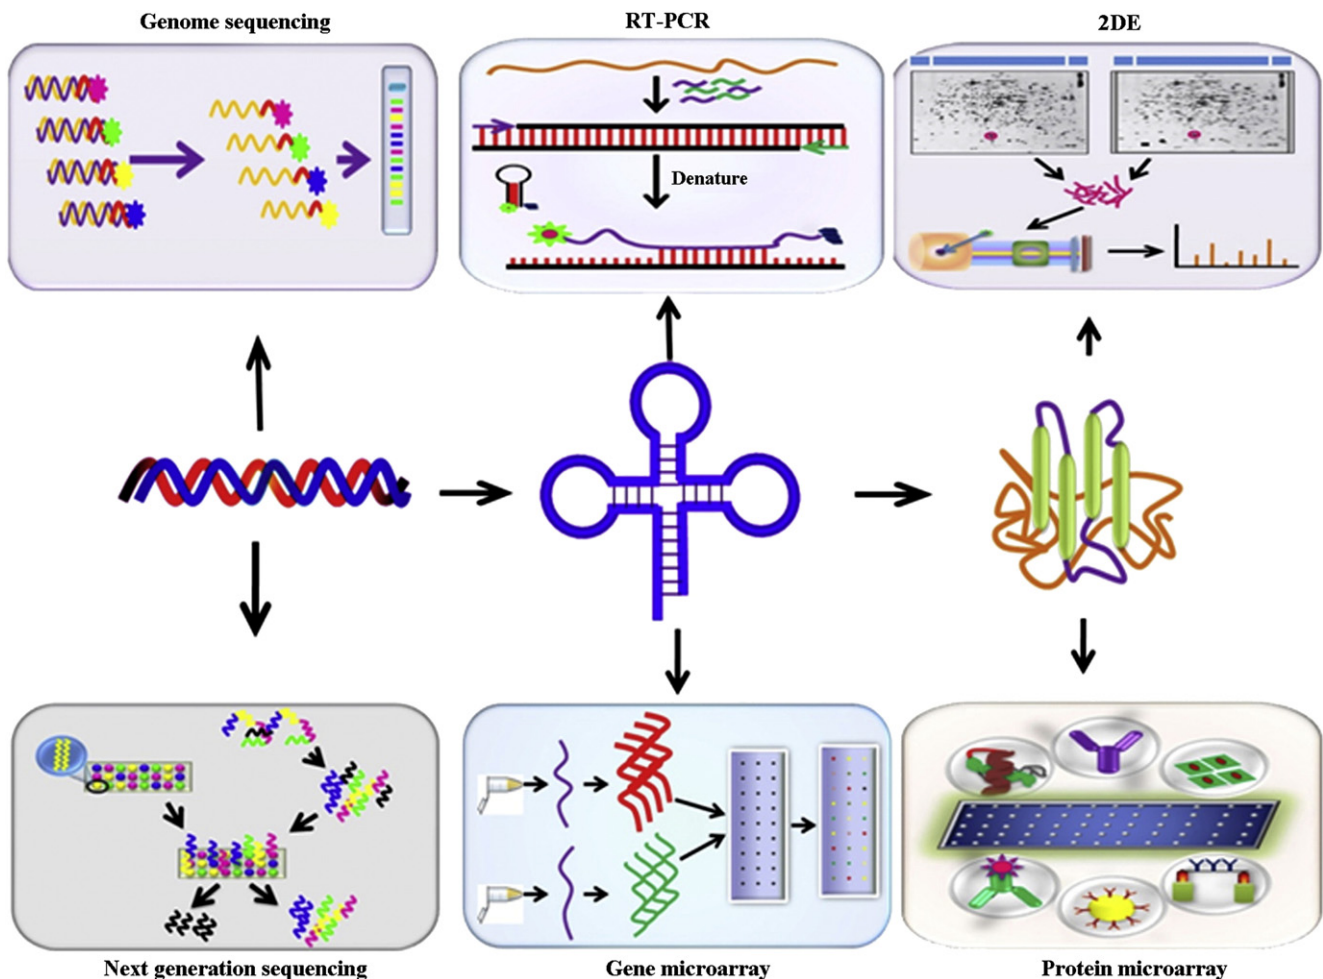 Genome sequencing
RT-PCR
2DE
Denature
Next generation sequencing
Gene microarray
Protein microarray